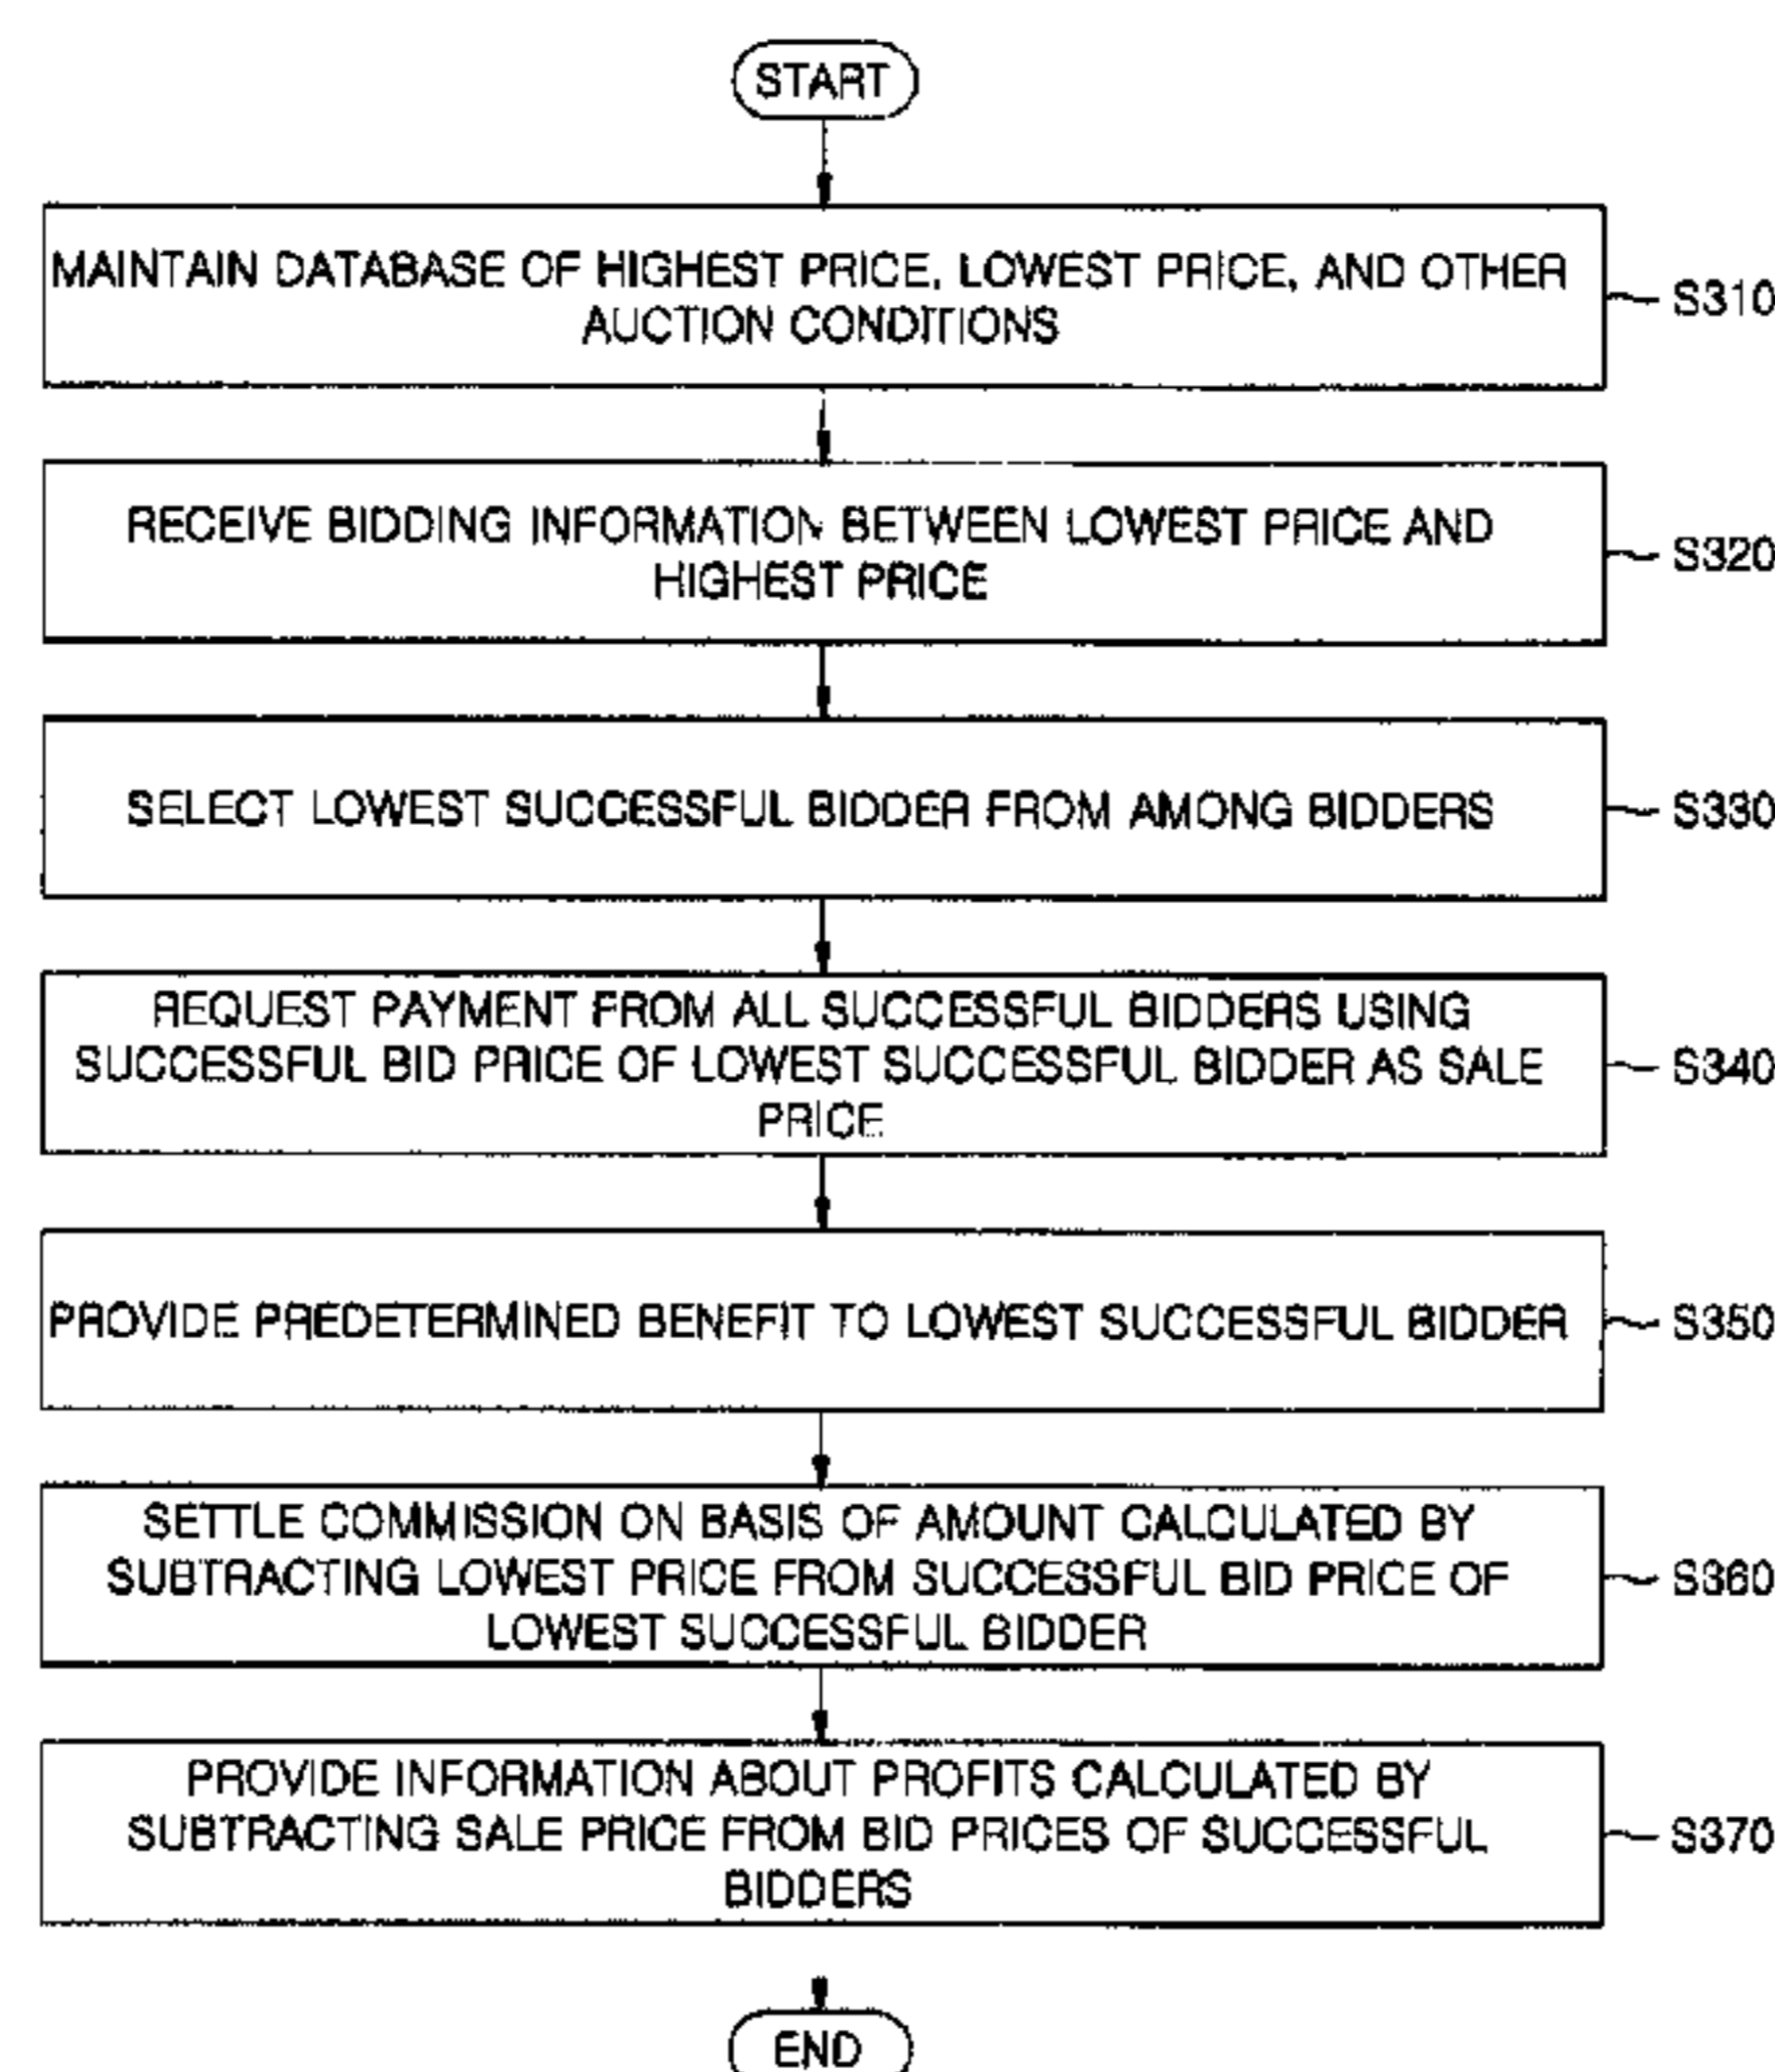 START
MAINTAIN DATABASE OF HIGHEST PRICE, LOWEST PRICE, AND OTHER
AUCTION CONDITIONS
S310
RECEIVE BIDDING INFORMATION BETWEEN LOWEST PRICE AND
HIGHEST PRICE
S320
SELECT LOWEST SUCCESSFUL BIDDER FROM AMONG BIDDERS
S330
REQUEST PAYMENT FROM ALL SUCCESSFUL BIDDERS USING
SUCCESSFUL BID PRICE OF LOWEST SUCCESSFUL BIDDER AS SALE
PRICE
S340
PROVIDE PREDETERMINED BENEFIT TO LOWEST SUCCESSFUL BIDDER
S350
SETTLE COMMISSION ON BASIS OF AMOUNT CALCULATED BY
SUBTRACTING LOWEST PRICE FROM SUCCESSFUL BID PRICE OF
LOWEST SUCCESSFUL BIDDER
S360
PROVIDE INFORMATION ABOUT PROFITS CALCULATED BY
SUBTRACTING SALE PRICE FROM BID PRICES OF SUCCESSFUL
BIDDERS
S370
END